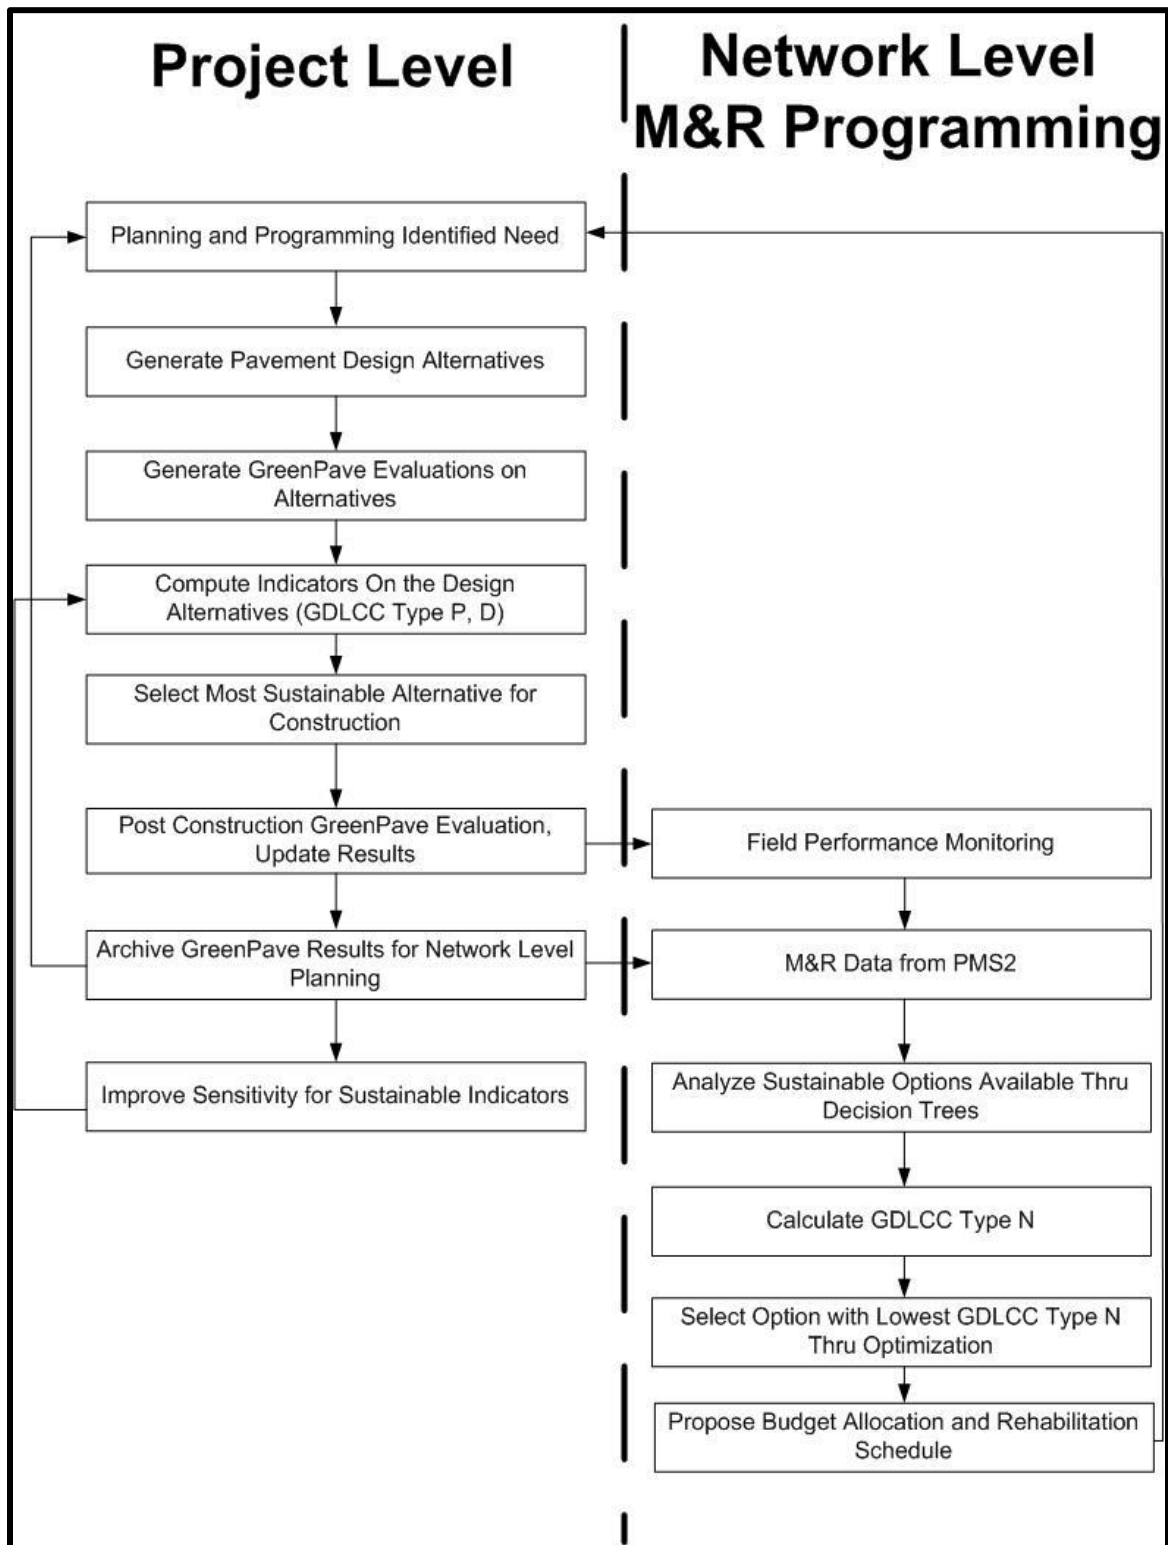 Project Level
Network Level
M&R Programming
Planning and Programming Identified Need
Generate Pavement Design Alternatives
Generate GreenPave Evaluations on
Alternatives
Compute Indicators On the Design
Alternatives (GDLCC Type P, D)
Select Most Sustainable Alternative for
Construction
Post Construction GreenPave Evaluation,
Update Results
Archive GreenPave Results for Network Level
Planning
Improve Sensitivity for Sustainable Indicators
Field Performance Monitoring
M&R Data from PMS2
Analyze Sustainable Options Available Thru
Decision Trees
Calculate GDLCC Type N
Select Option with Lowest GDLCC Type N
Thru Optimization
Propose Budget Allocation and Rehabilitation
Schedule